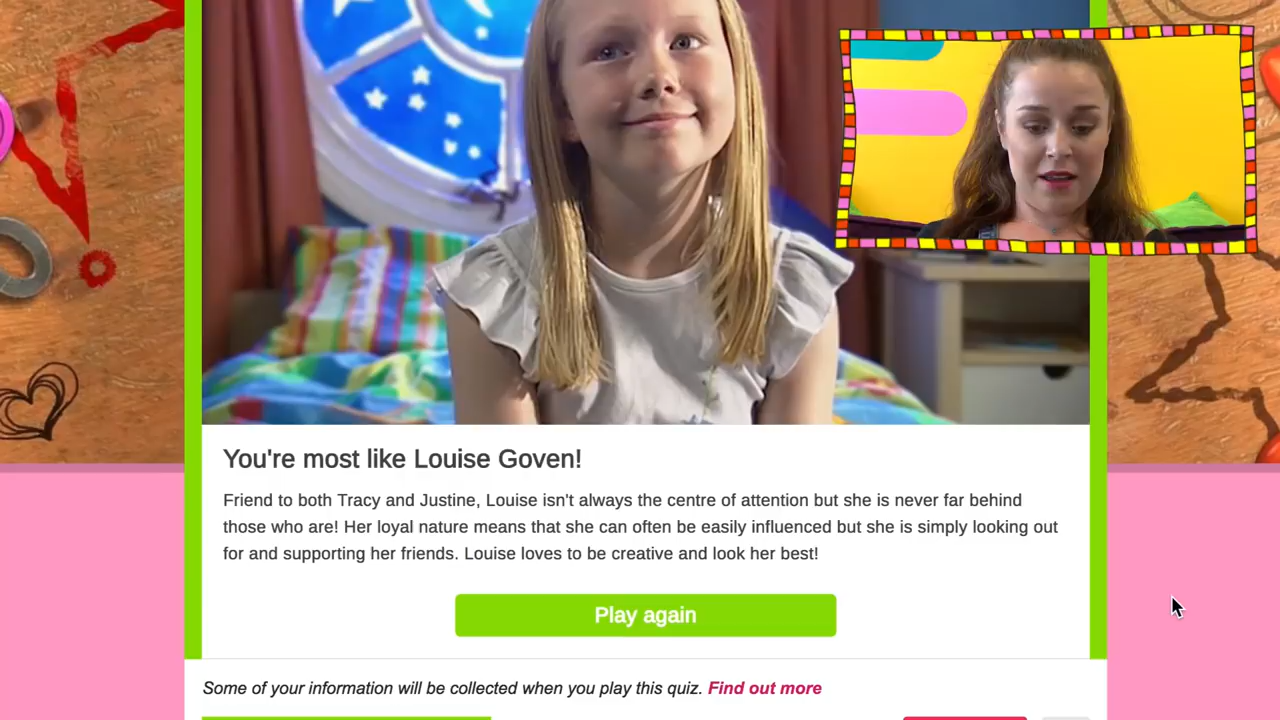 You're most like Louise Goven!
Friend to both Tracy and Justine, Louise isn't always the centre of attention but she is never far behind
those who are! Her loyal nature means that she can often be easily influenced but she is simply looking out
for and supporting her friends. Louise loves to be creative and look her best!
Play again
Some of your information will be collected when you play this quiz. Find out more